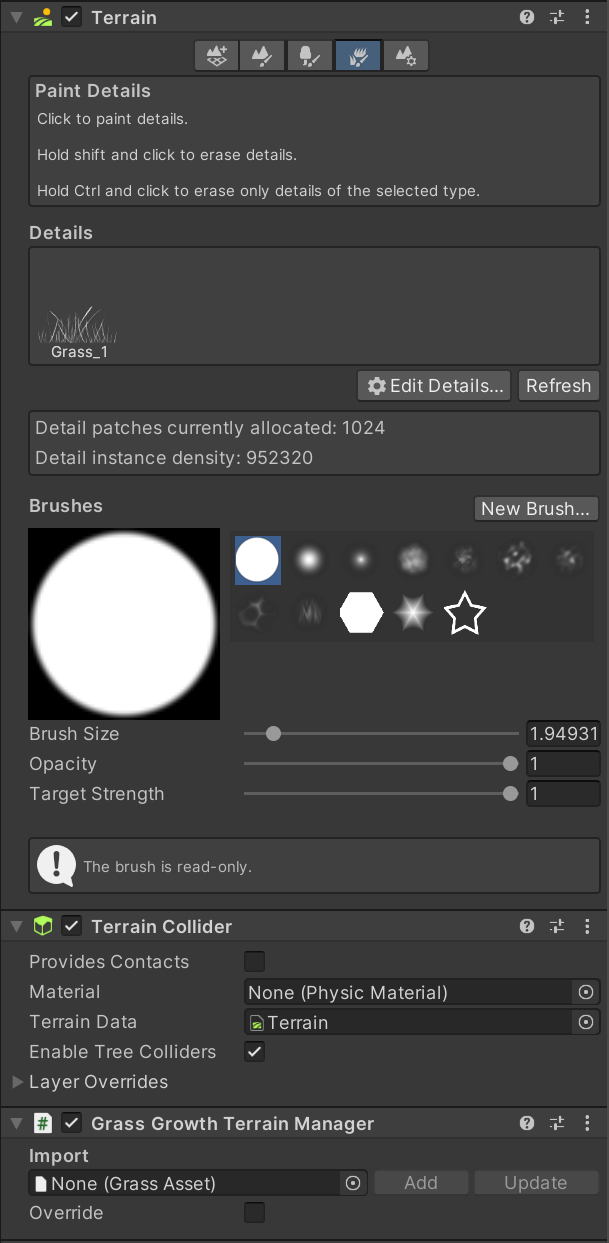 Terrain
Paint Details
Click to paint details.
Hold shift and click to erase details.
Hold Ctrl and click to erase only details of the selected type.
Details
Grass_1
Edit Details...
Refresh
Detail patches currently allocated: 1024
Detail instance density: 952320
Brushes
New Brush...
Brush Size 1.94931
Opacity 1
Target Strength 1
The brush is read-only.
Terrain Collider
Provides Contacts
Material None (Physic Material)
Terrain Data Terrain
Enable Tree Colliders
Layer Overrides
# Grass Growth Terrain Manager
Import
None (Grass Asset) Add Update
Override